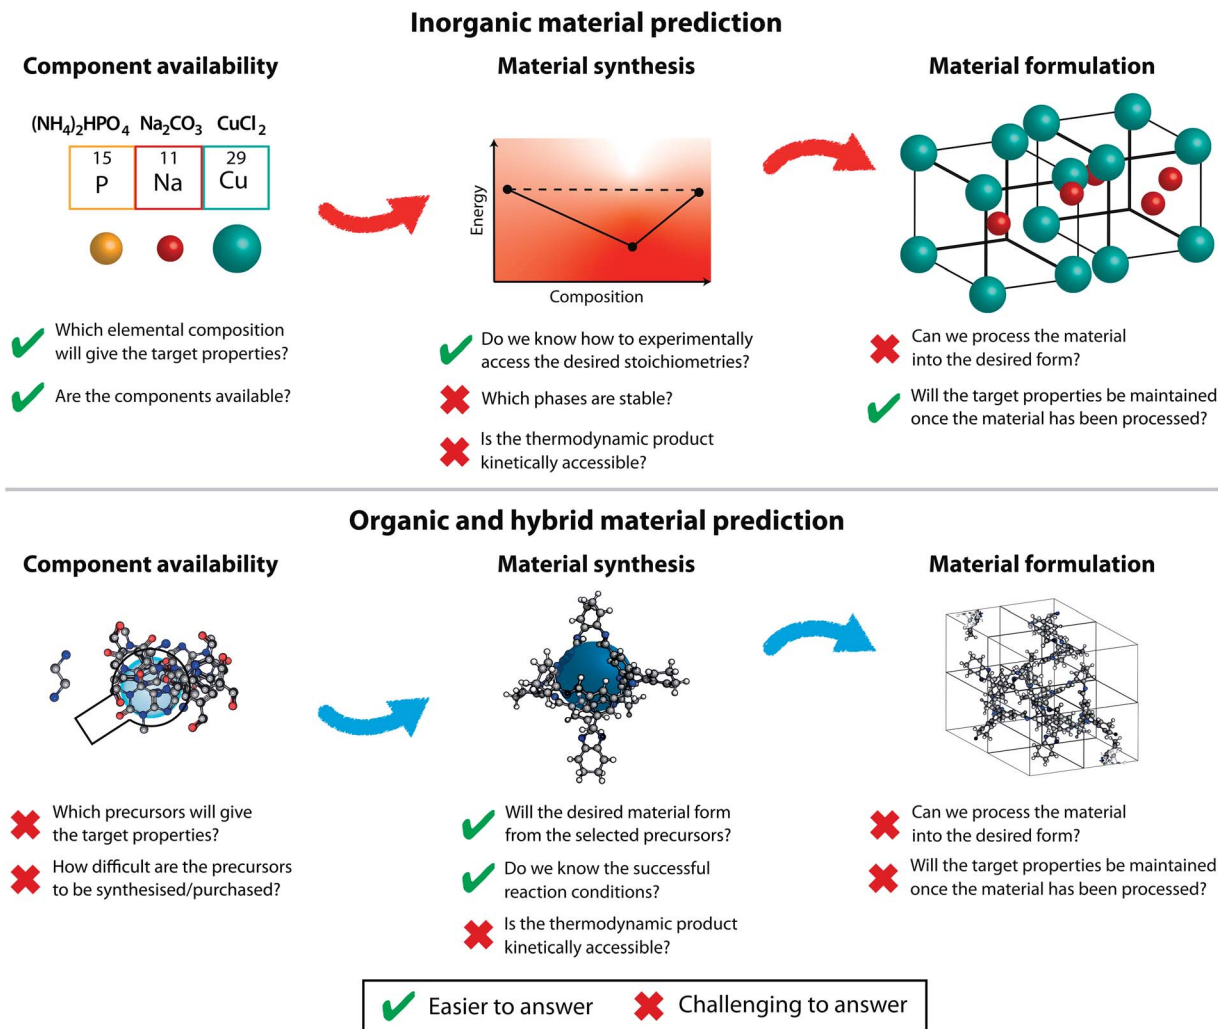 Inorganic material prediction
Component availability
(NH₄)₂HPO₄ Na₂CO₃ CuCl₂
15 11 29
P Na Cu
Which elemental composition
will give the target properties?
Are the components available?
Material synthesis
Energy
Composition
Do we know how to experimentally
access the desired stoichiometries?
Which phases are stable?
Is the thermodynamic product
kinetically accessible?
Material formulation
Can we process the material
into the desired form?
Will the target properties be maintained
once the material has been processed?
Organic and hybrid material prediction
Component availability
Which precursors will give
the target properties?
How difficult are the precursors
to be synthesised/purchased?
Material synthesis
Will the desired material form
from the selected precursors?
Do we know the successful
reaction conditions?
Is the thermodynamic product
kinetically accessible?
Material formulation
Can we process the material
into the desired form?
Will the target properties be maintained
once the material has been processed?
Easier to answer Challenging to answer